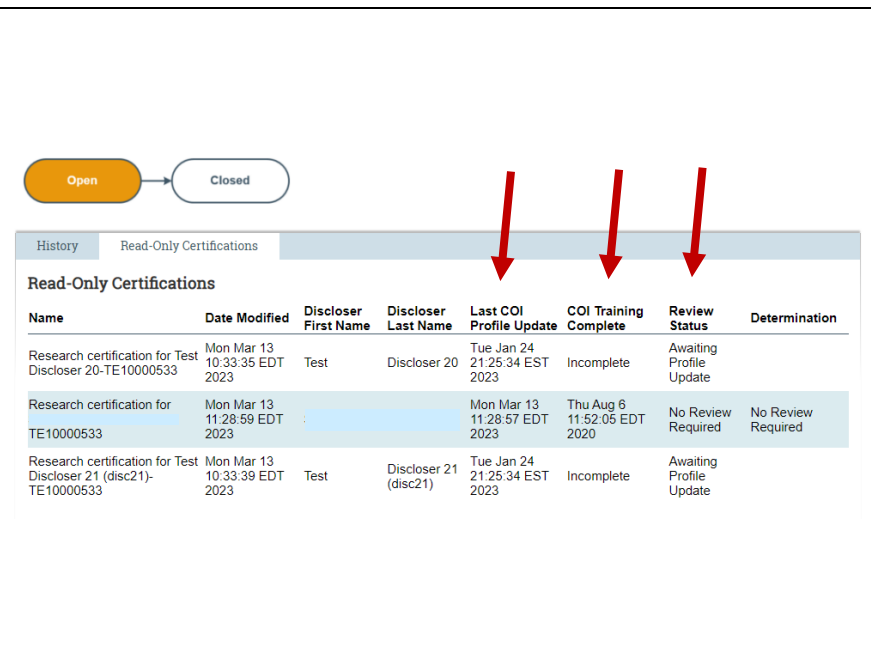 Open
Closed
History
Read-Only Certifications
Read-Only Certifications
Name
Date Modified
Discloser
First Name
Discloser
Last Name
Last COI
Profile Update
COI Training
Complete
Review
Status
Determination
Research certification for Test
Discloser 20-TE10000533
Mon Mar 13
10:33:35 EDT
2023
Test
Discloser 20
Tue Jan 24
21:25:34 EST
2023
Incomplete
Awaiting
Profile
Update
Research certification for
TE10000533
Mon Mar 13
11:28:59 EDT
2023
Mon Mar 13
11:28:57 EDT
2023
Thu Aug 6
11:52:05 EDT
2020
No Review
Required
No Review
Required
Research certification for Test
Discloser 21 (disc21)-
TE10000533
Mon Mar 13
10:33:39 EDT
2023
Test
Discloser 21
(disc21)
Tue Jan 24
21:25:34 EST
2023
Incomplete
Awaiting
Profile
Update